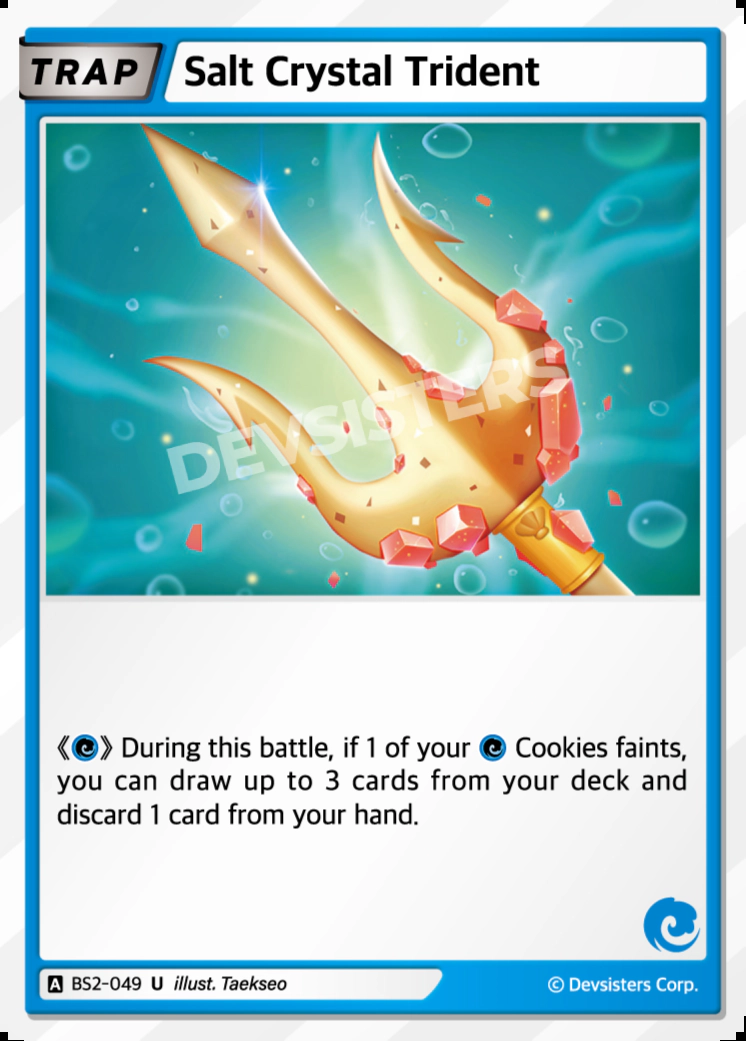 TRAP Salt Crystal Trident
DEVSISTERS
《》 During this battle, if 1 of your Cookies faints,
you can draw up to 3 cards from your deck and
discard 1 card from your hand.
A BS2-049 U illust. Taekseo
© Devsisters Corp.